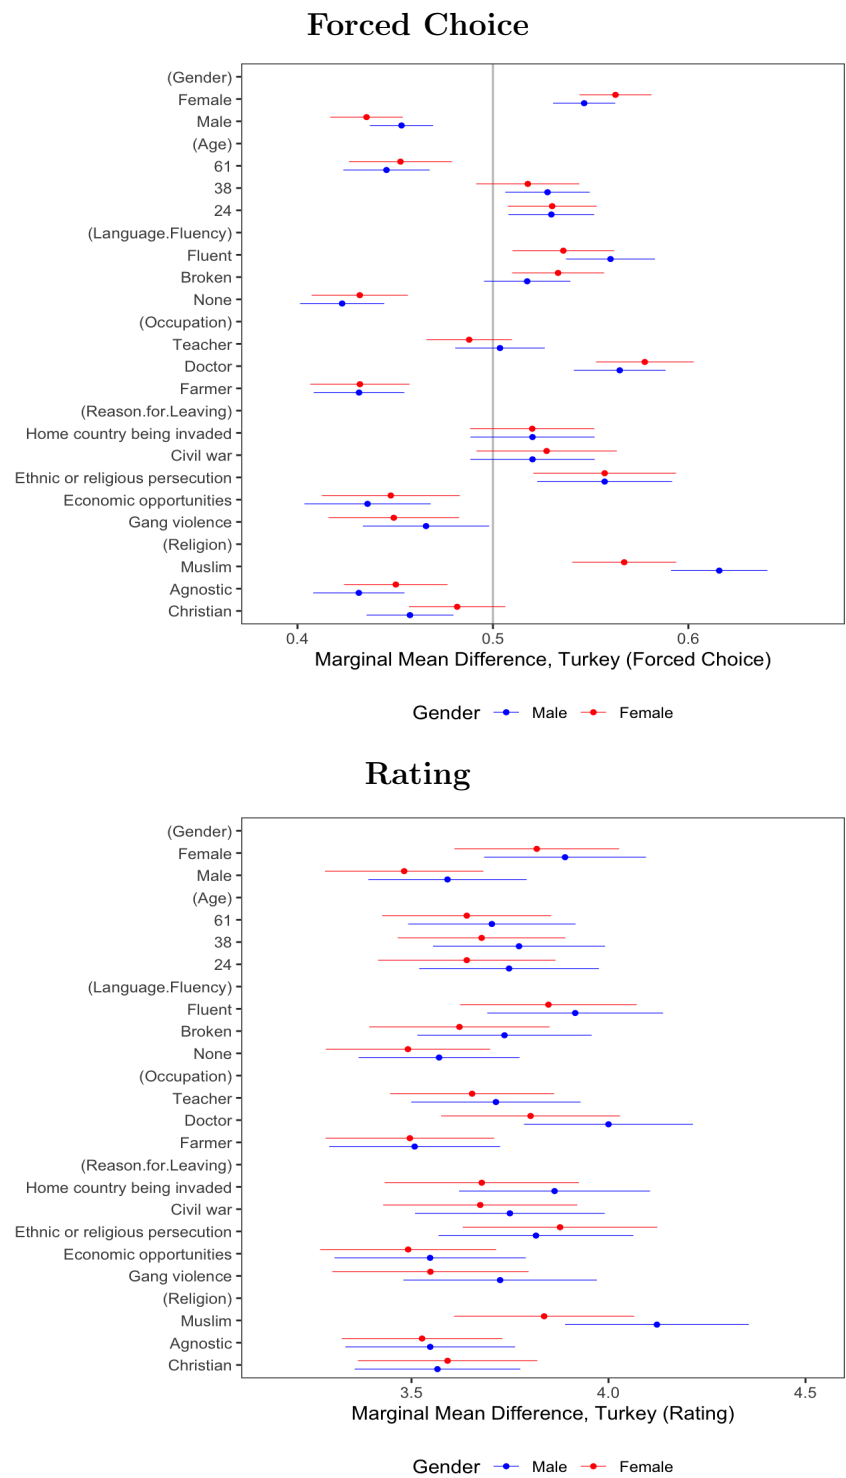 Forced Choice
(Gender)
Female
Male
(Age)
61
38
24
(Language.Fluency)
Fluent
Broken
None
(Occupation)
Teacher
Doctor
Farmer
(Reason.for.Leaving)
Home country being invaded
Civil war
Ethnic or religious persecution
Economic opportunities
Gang violence
(Religion)
Muslim
Agnostic
Christian
0.4 0.5 0.6
Marginal Mean Difference, Turkey (Forced Choice)
Gender Male Female
Rating
(Gender)
Female
Male
(Age)
61
38
24
(Language.Fluency)
Fluent
Broken
None
(Occupation)
Teacher
Doctor
Farmer
(Reason.for.Leaving)
Home country being invaded
Civil war
Ethnic or religious persecution
Economic opportunities
Gang violence
(Religion)
Muslim
Agnostic
Christian
3.5 4.0 4.5
Marginal Mean Difference, Turkey (Rating)
Gender Male Female